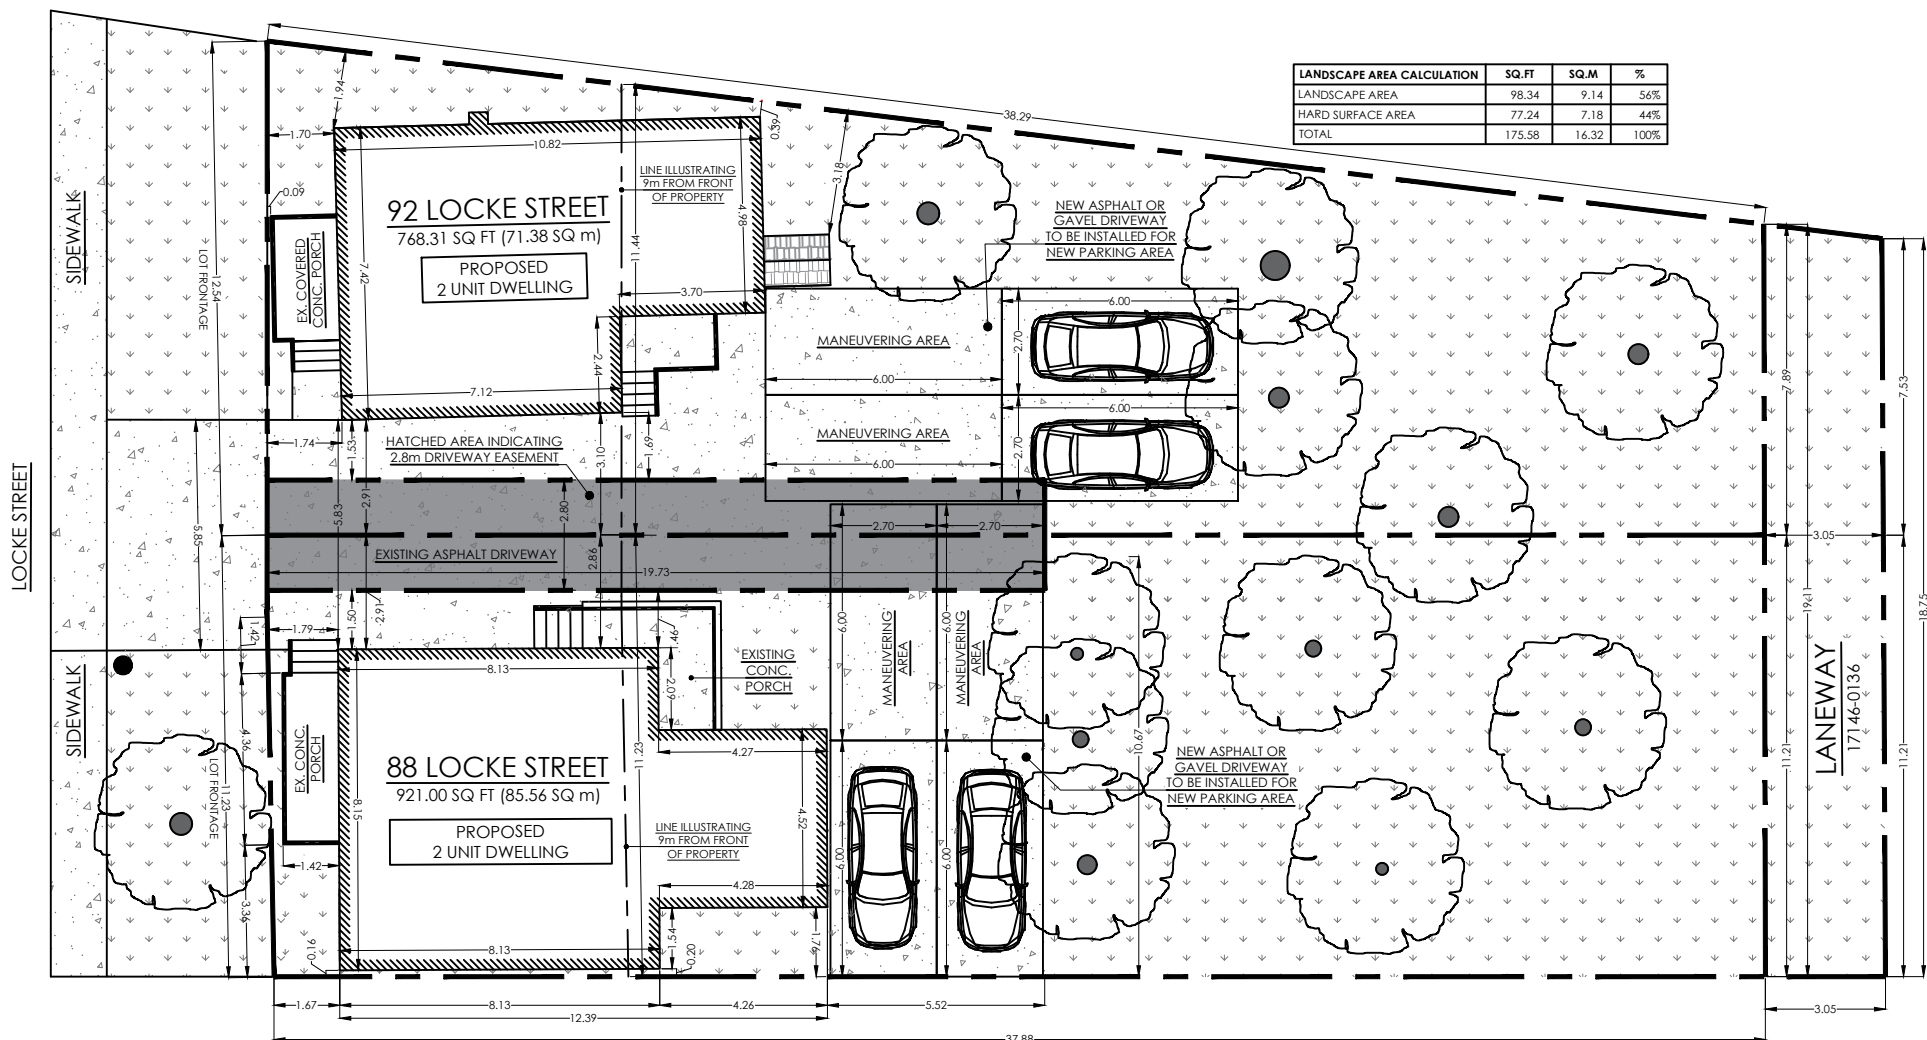 LANDSCAPE AREA CALCULATION SQ.FT SQ.M %
LANDSCAPE AREA 98.34 9.14 56%
HARD SURFACE AREA 77.24 7.18 44%
TOTAL 175.58 16.32 100%
38.29
1.94
1.70
10.82
0.39
3.18
LINE ILLUSTRATING
9m FROM FRONT
OF PROPERTY
4.98
0.09
SIDEWALK
LOT FRONTAGE
12.54
EX. COVERED
CONC. PORCH
92 LOCKE STREET
768.31 SQ FT (71.38 SQ m)
PROPOSED
2 UNIT DWELLING
7.42
11.44
3.70
NEW ASPHALT OR
GAVEL DRIVEWAY
TO BE INSTALLED FOR
NEW PARKING AREA
6.00
MANEUVERING AREA
2.70
6.00
2.44
7.12
6.00
MANEUVERING AREA
2.70
6.00
7.89
7.53
1.74
1.53
HATCHED AREA INDICATING
2.8m DRIVEWAY EASEMENT
3.10
1.69
LOCKE STREET
5.85
5.83
2.91
2.80
2.70
2.70
3.05
EXISTING ASPHALT DRIVEWAY
2.86
19.73
1.42
1.79
1.50
2.91
1.46
6.00
MANEUVERING
AREA
6.00
MANEUVERING
AREA
19.11
18.75
SIDEWALK
8.13
2.09
EXISTING
CONC.
PORCH
10.67
LANEWAY
17146-0136
4.36
LOT FRONTAGE
11.23
EX. CONC.
PORCH
88 LOCKE STREET
921.00 SQ FT (85.56 SQ m)
PROPOSED
2 UNIT DWELLING
8.15
11.23
4.27
LINE ILLUSTRATING
9m FROM FRONT
OF PROPERTY
4.52
NEW ASPHALT OR
GAVEL DRIVEWAY
TO BE INSTALLED FOR
NEW PARKING AREA
11.21
11.21
1.42
3.36
4.28
6.00
6.00
0.16
8.13
1.54
0.20
1.76
1.67
8.13
4.26
5.52
3.05
12.39
37.88